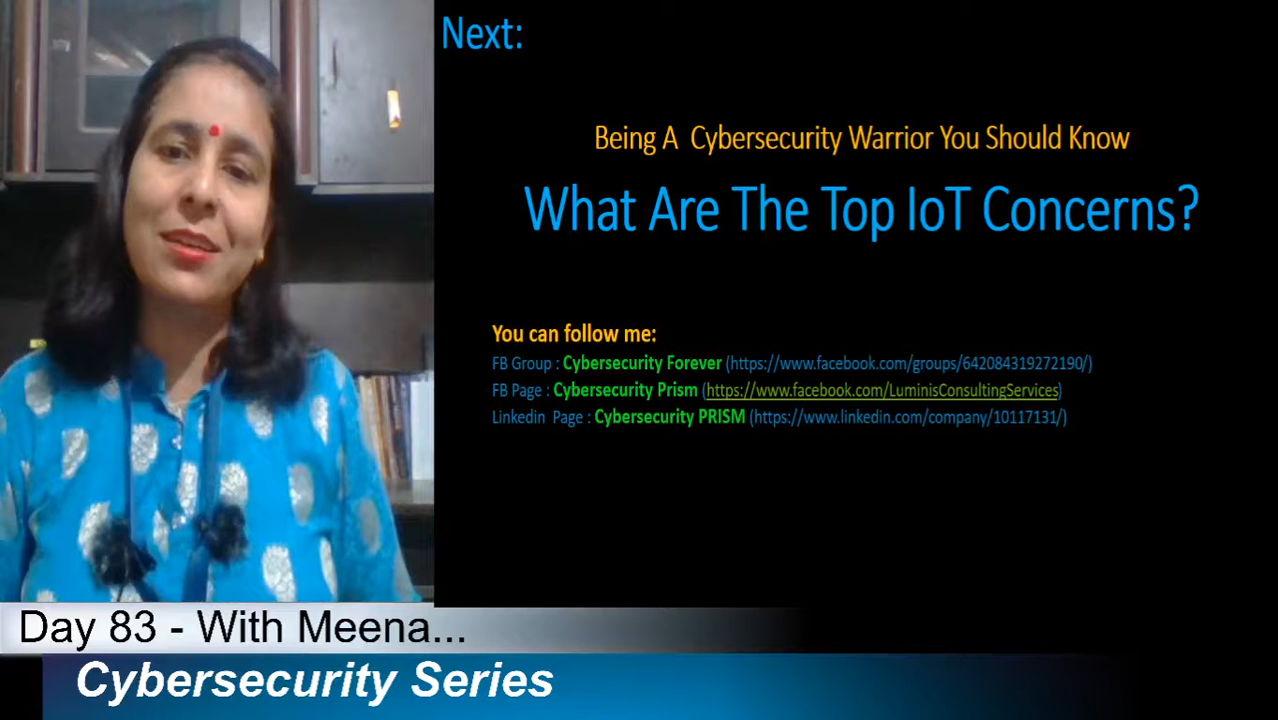 Next:
Being A Cybersecurity Warrior You Should Know
What Are The Top IoT Concerns?
You can follow me:
FB Group : Cybersecurity Forever (https://www.facebook.com/groups/642084319272190/)
FB Page : Cybersecurity Prism (https://www.facebook.com/LuminisConsultingServices)
Linkedin Page : Cybersecurity PRISM (https://www.linkedin.com/company/10117131/)
Day 83 - With Meena...
Cybersecurity Series